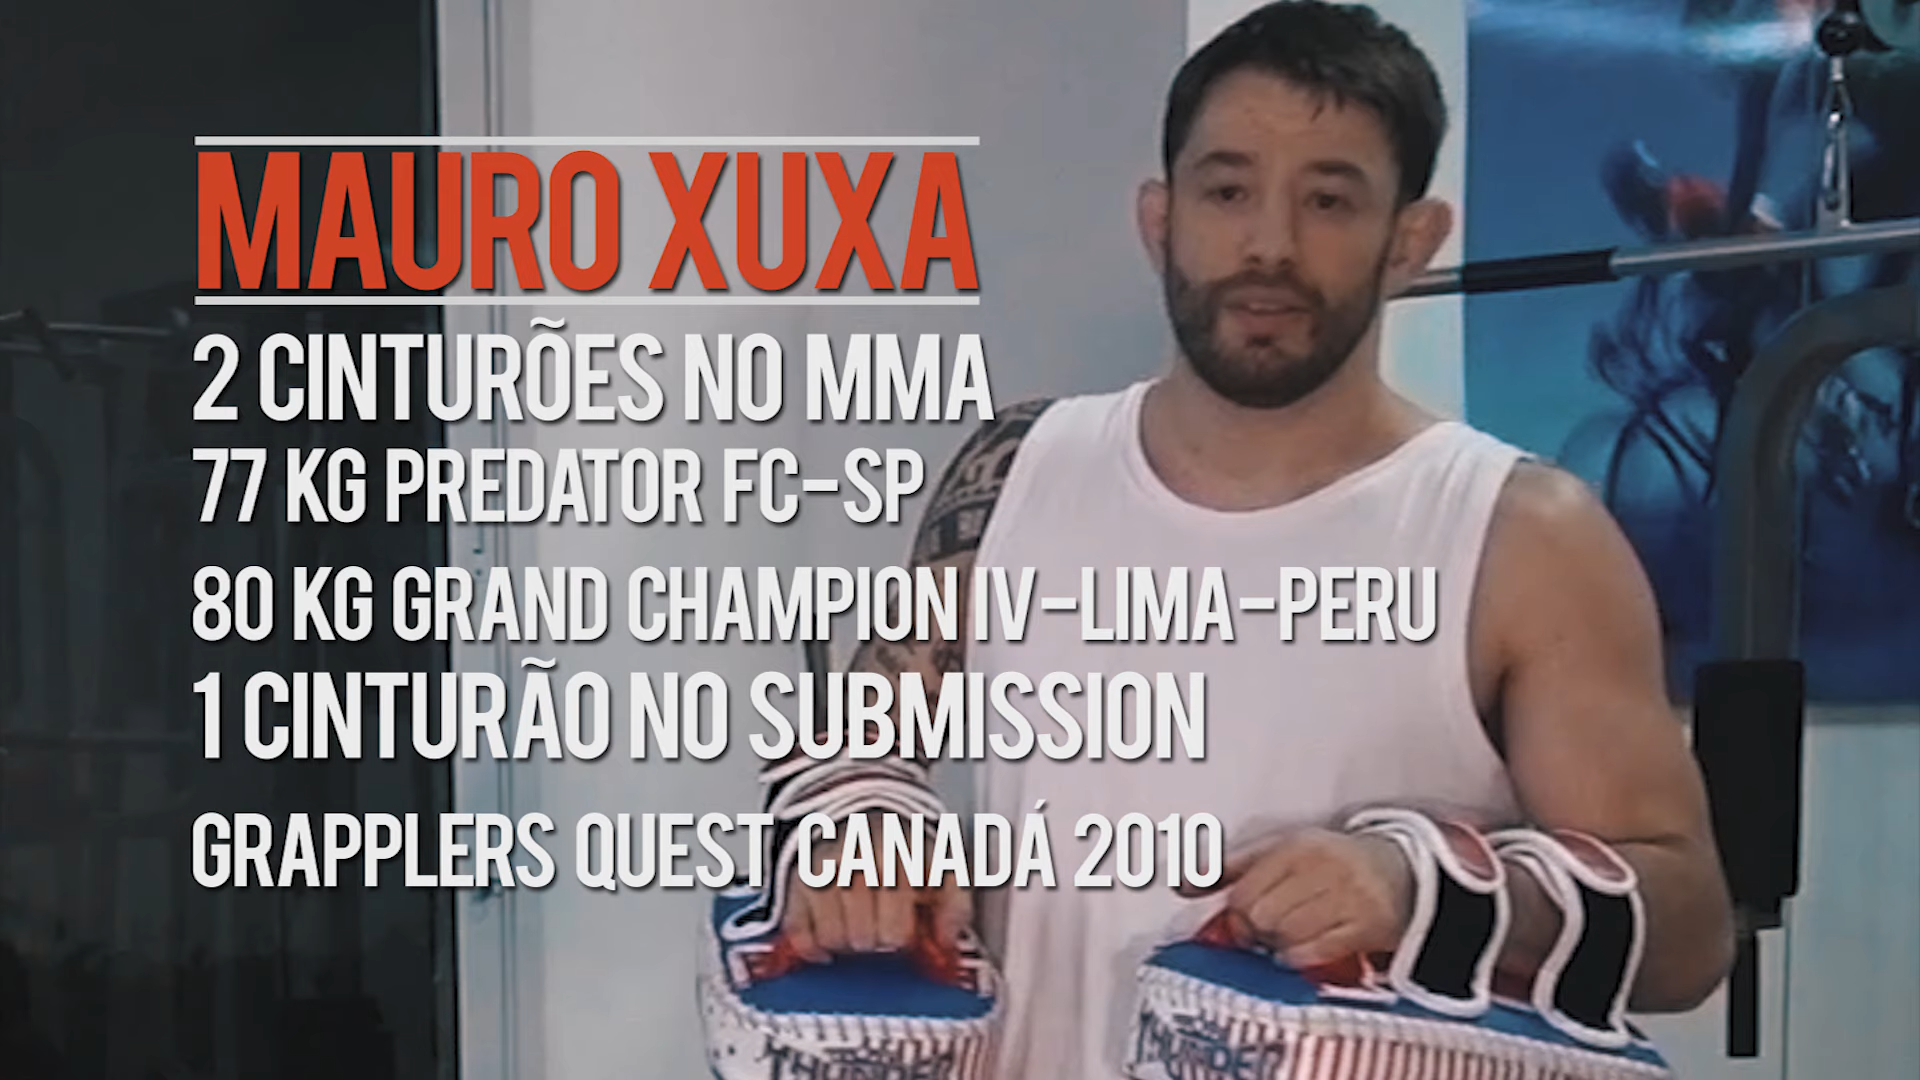 MAURO XUXA
2 CINTURÕES NO MMA
77 KG PREDATOR FC-SP
80 KG GRAND CHAMPION IV-LIMA-PERU
1 CINTURÃO NO SUBMISSION
GRAPPLERS QUEST CANADÁ 2010
THUNDER
THUNDER